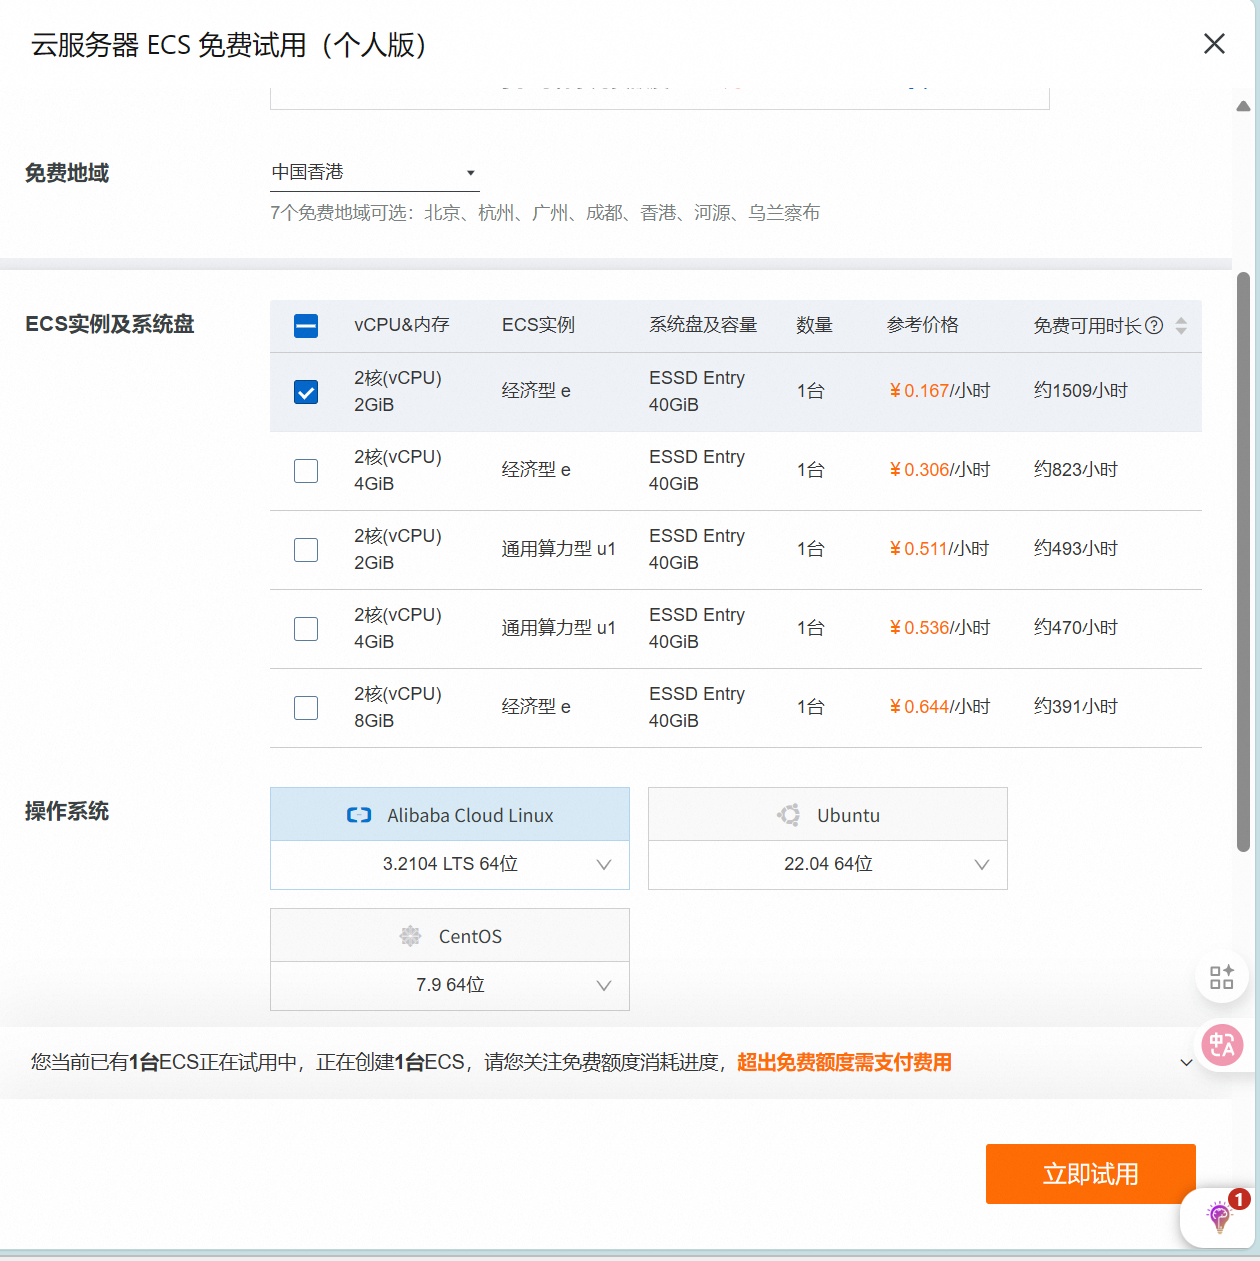 云服务器 ECS 免费试用（个人版）
免费地域
中国香港
7个免费地域可选：北京、杭州、广州、成都、香港、河源、乌兰察布
ECS实例及系统盘
vCPU&内存 ECS实例 系统盘及容量 数量 参考价格 免费可用时长
2核(vCPU) 2GiB 经济型 e ESSD Entry 40GiB 1台 ¥0.167/小时 约1509小时
2核(vCPU) 4GiB 经济型 e ESSD Entry 40GiB 1台 ¥0.306/小时 约823小时
2核(vCPU) 2GiB 通用算力型 u1 ESSD Entry 40GiB 1台 ¥0.511/小时 约493小时
2核(vCPU) 4GiB 通用算力型 u1 ESSD Entry 40GiB 1台 ¥0.536/小时 约470小时
2核(vCPU) 8GiB 经济型 e ESSD Entry 40GiB 1台 ¥0.644/小时 约391小时
操作系统
Alibaba Cloud Linux
3.2104 LTS 64位
Ubuntu
22.04 64位
CentOS
7.9 64位
您当前已有1台ECS正在试用中，正在创建1台ECS，请您关注免费额度消耗进度，超出免费额度需支付费用
中A
立即试用
1